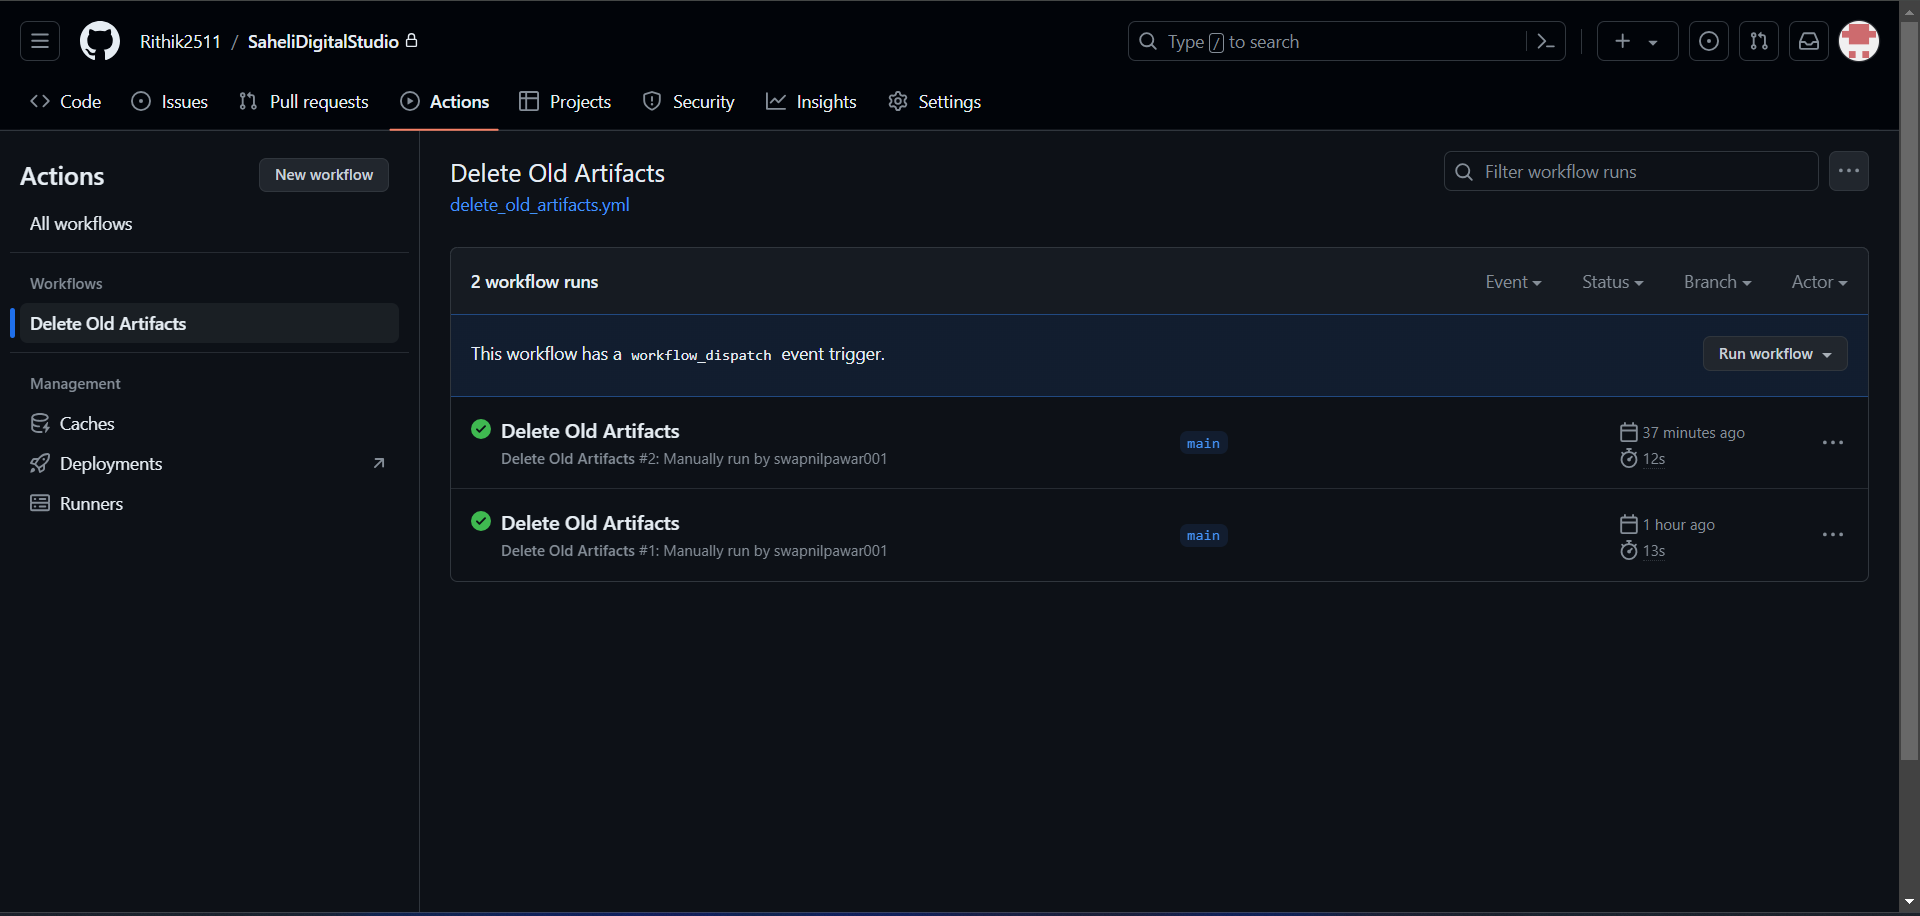 Rithik2511 / SaheliDigitalStudio
Type / to search
Code
Issues
Pull requests
Actions
Projects
Security
Insights
Settings
Actions
New workflow
All workflows
Workflows
Delete Old Artifacts
Management
Caches
Deployments
Runners
Delete Old Artifacts
delete_old_artifacts.yml
Filter workflow runs
2 workflow runs
Event
Status
Branch
Actor
This workflow has a workflow_dispatch event trigger.
Run workflow
Delete Old Artifacts
Delete Old Artifacts #2: Manually run by swapnilpawar001
main
37 minutes ago
12s
Delete Old Artifacts
Delete Old Artifacts #1: Manually run by swapnilpawar001
main
1 hour ago
13s